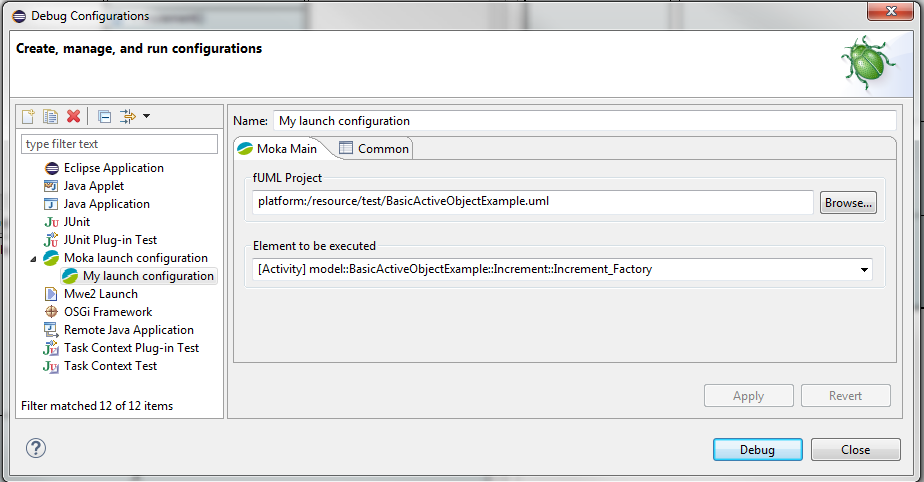 Debug Configurations
Create, manage, and run configurations
type filter text
Eclipse Application
Java Applet
Java Application
JUnit
JUnit Plug-in Test
Moka launch configuration
My launch configuration
Mwe2 Launch
OSGi Framework
Remote Java Application
Task Context Plug-in Test
Task Context Test
Filter matched 12 of 12 items
Name: My launch configuration
Moka Main Common
fUML Project
platform:/resource/test/BasicActiveObjectExample.uml Browse...
Element to be executed
[Activity] model::BasicActiveObjectExample::Increment::Increment_Factory
Apply Revert
Debug Close